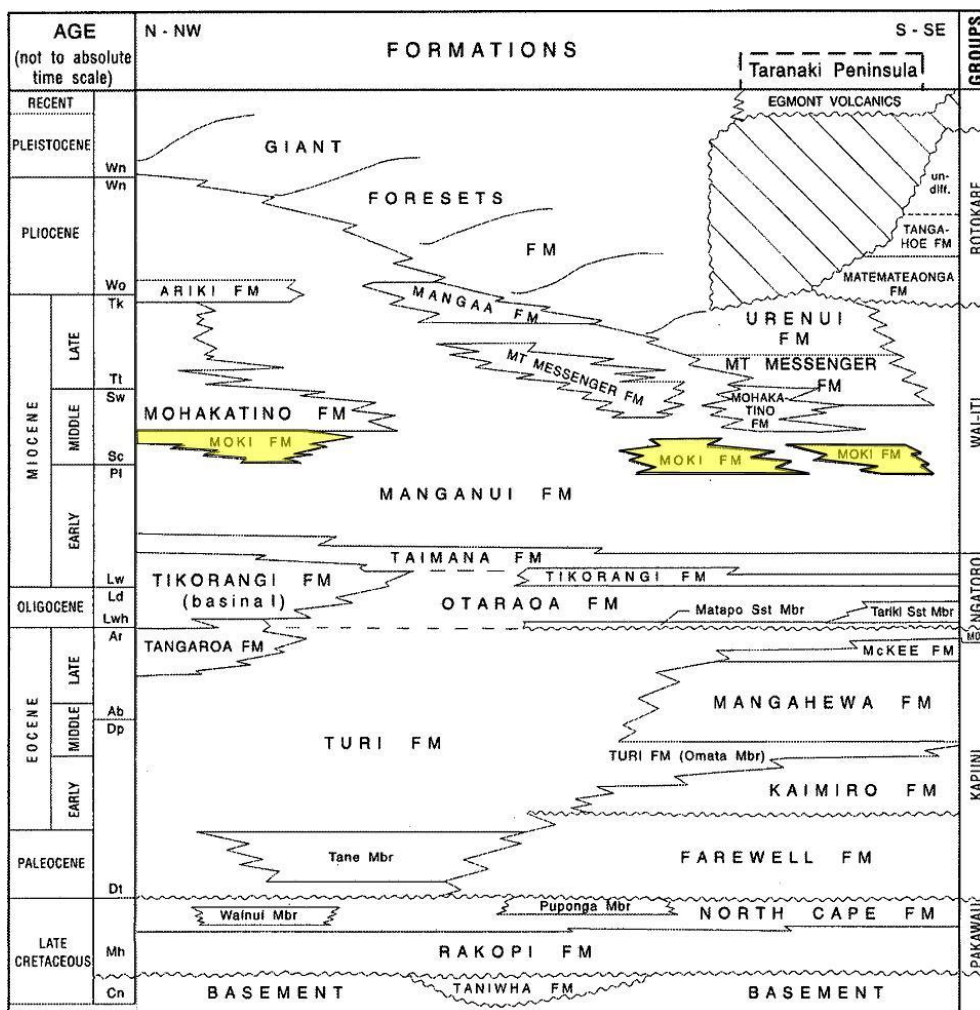 AGE
(not to absolute
time scale)
N - NW
FORMATIONS
S - SE
Taranaki Peninsula
GROUPS
RECENT
EGMONT VOLCANICS
PLEISTOCENE
GIANT
Wn
Wn
FORESETS
un-
diff.
ROTOKARE
PLIOCENE
FM
TANGA-
HOE FM
MATEMATEAONGA
FM
Wo
ARIKI FM
MANGAA FM
Tk
URENUI
FM
MIOCENE
LATE
MT MESSENGER FM
MT MESSENGER
FM
Tt
Sw
MOHAKATINO FM
MOHAKA-
TINO FM
WAI-ITI
MIDDLE
MOKI FM
MOKI FM
MOKI FM
Sc
Pl
MANGANUI FM
EARLY
TAIMANA FM
Lw
TIKORANGI FM
(basinal)
TIKORANGI FM
NGATORO
OLIGOCENE
Ld
OTARAOA FM
Matapo Sst Mbr
Tariki Sst Mbr
Lwh
Ar
TANGAROA FM
McKEE FM
MO
EOCENE
LATE
MANGAHEWA FM
Ab
MIDDLE
Dp
TURI FM
TURI FM (Omata Mbr)
KAPUNI
EARLY
KAIMIRO FM
PALEOCENE
Tane Mbr
FAREWELL FM
Dt
Wainui Mbr
Puponga Mbr
NORTH CAPE FM
PAKAWAU
LATE
CRETACEOUS
Mh
RAKOPI FM
Cn
BASEMENT
TANIWHA FM
BASEMENT